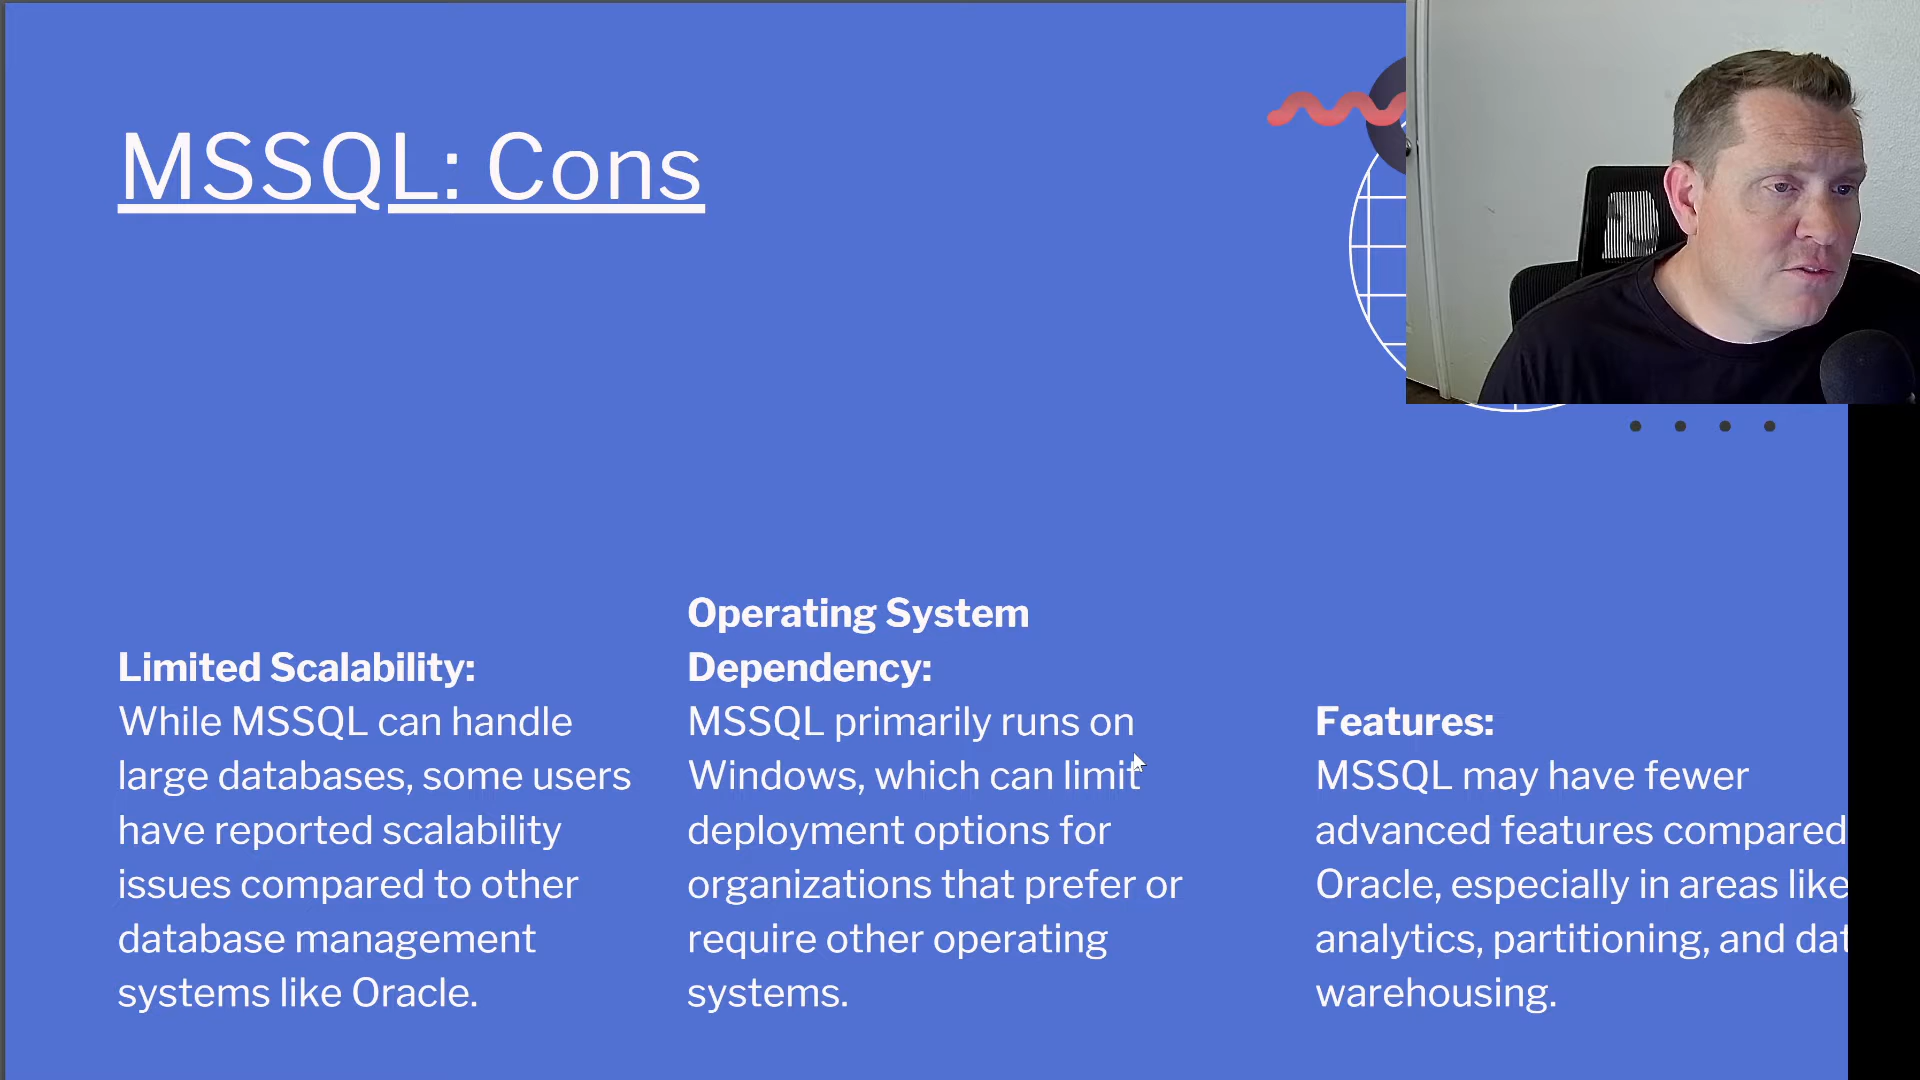 MSSQL: Cons
Limited Scalability:
While MSSQL can handle
large databases, some users
have reported scalability
issues compared to other
database management
systems like Oracle.
Operating System
Dependency:
MSSQL primarily runs on
Windows, which can limit
deployment options for
organizations that prefer or
require other operating
systems.
Features:
MSSQL may have fewer
advanced features compared
Oracle, especially in areas like
analytics, partitioning, and dat
warehousing.